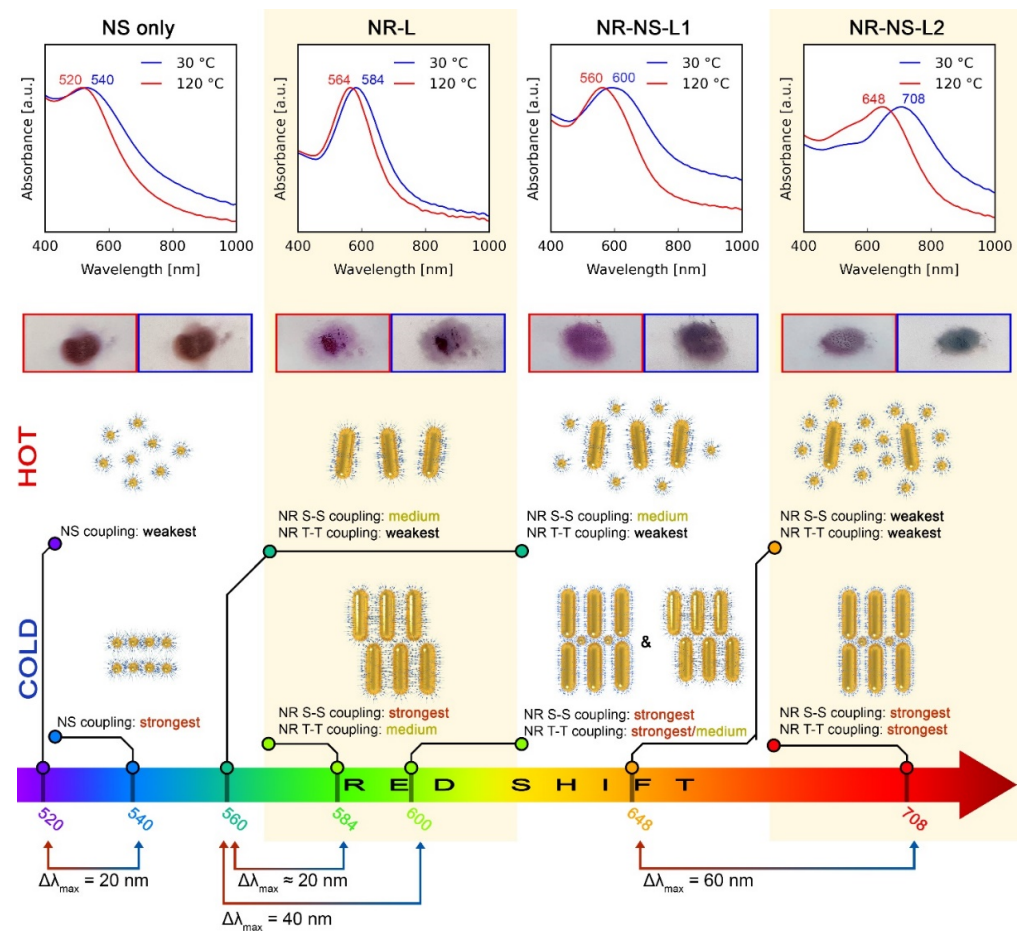 NS only
NR-L
NR-NS-L1
NR-NS-L2
520
540
30 °C
120 °C
Absorbance [a.u.]
400
600
800
1000
Wavelength [nm]
564
584
30 °C
120 °C
Absorbance [a.u.]
400
600
800
1000
Wavelength [nm]
560
600
30 °C
120 °C
Absorbance [a.u.]
400
600
800
1000
Wavelength [nm]
648
708
30 °C
120 °C
Absorbance [a.u.]
400
600
800
1000
Wavelength [nm]
HOT
NS coupling: weakest
NR S-S coupling: medium
NR T-T coupling: weakest
NR S-S coupling: medium
NR T-T coupling: weakest
NR S-S coupling: weakest
NR T-T coupling: weakest
COLD
&
NS coupling: strongest
NR S-S coupling: strongest
NR T-T coupling: medium
NR S-S coupling: strongest
NR T-T coupling: strongest/medium
NR S-S coupling: strongest
NR T-T coupling: strongest
RED SHIFT
520
540
560
584
600
648
708
Δλmax = 20 nm
Δλmax ≈ 20 nm
Δλmax = 60 nm
Δλmax = 40 nm